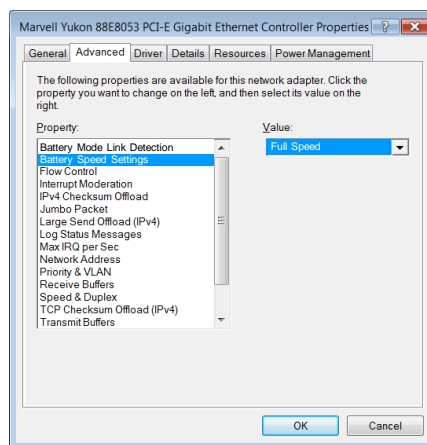 Marvell Yukon 88E8053 PCI-E Gigabit Ethernet Controller Properties
General Advanced Driver Details Resources Power Management
The following properties are available for this network adapter. Click the
property you want to change on the left, and then select its value on the
right.
Property: Value:
Battery Mode Link Detection Full Speed
Battery Speed Settings
Flow Control
Interrupt Moderation
IPv4 Checksum Offload
Jumbo Packet
Large Send Offload (IPv4)
Log Status Messages
Max IRQ per Sec
Network Address
Priority & VLAN
Receive Buffers
Speed & Duplex
TCP Checksum Offload (IPv4)
Transmit Buffers
OK Cancel